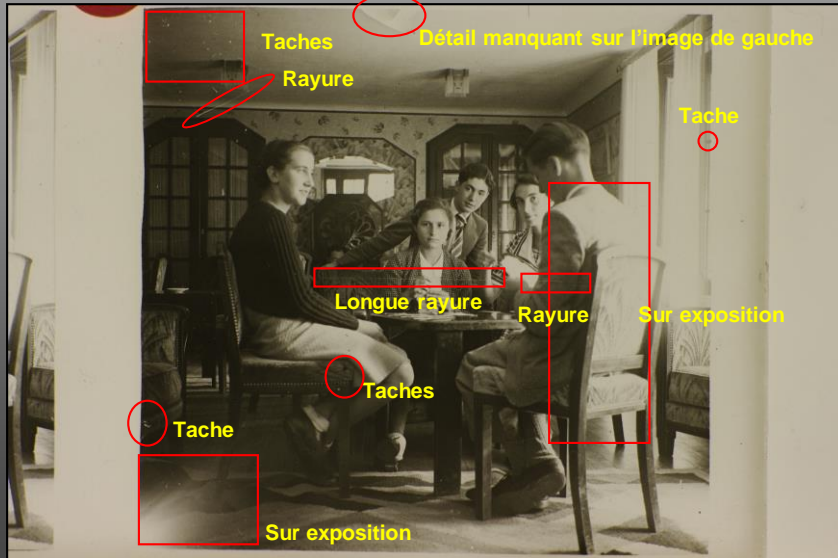 Taches
Détail manquant sur l'image de gauche
Rayure
Tache
Longue rayure
Rayure
Sur exposition
Taches
Tache
Sur exposition